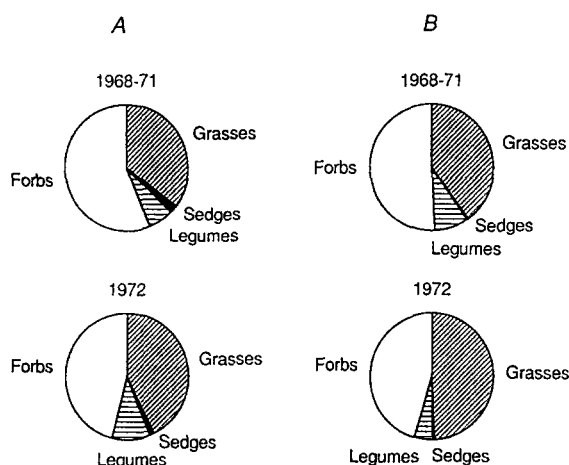 A
B
1968-71
1968-71
Grasses
Forbs
Sedges
Legumes
Grasses
Forbs
Sedges
Legumes
1972
1972
Grasses
Forbs
Sedges
Legumes
Grasses
Forbs
Legumes
Sedges